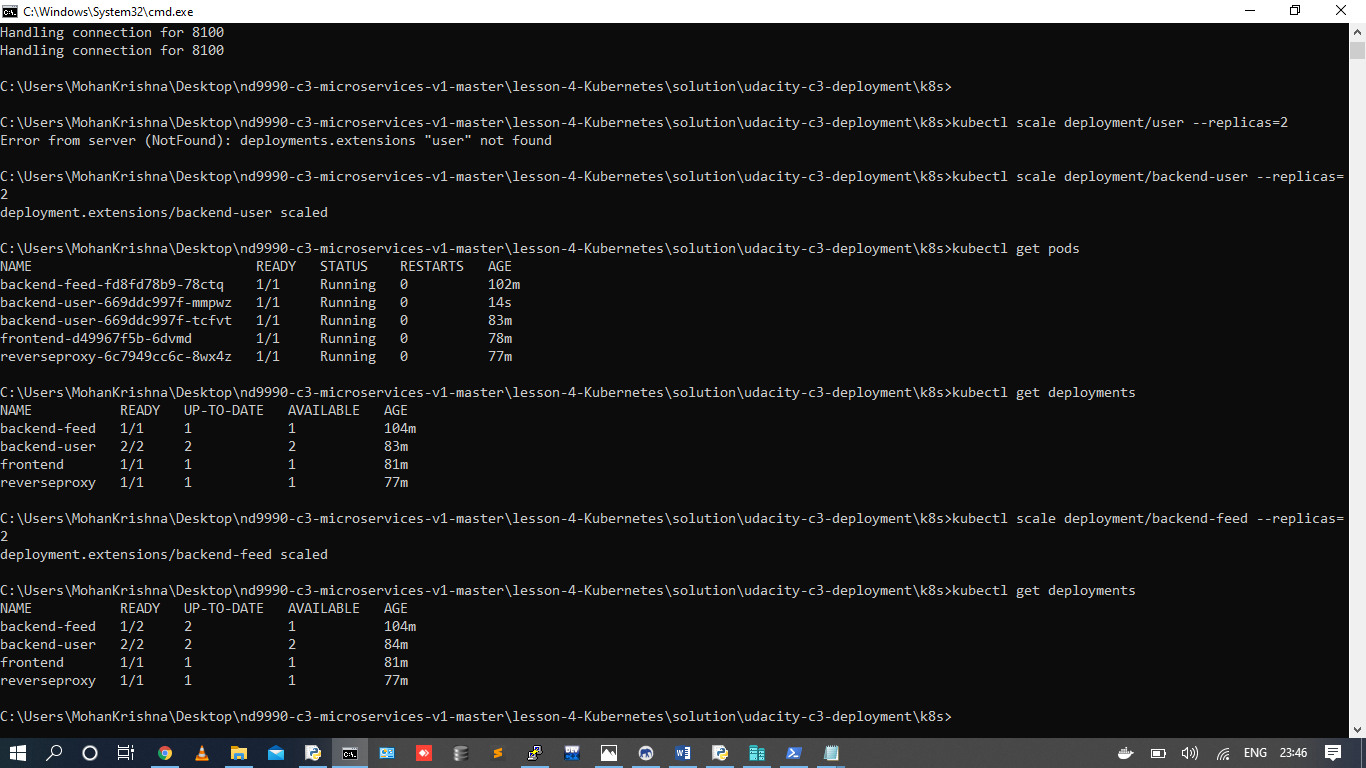 C:\Windows\System32\cmd.exe
Handling connection for 8100
Handling connection for 8100
C:\Users\MohanKrishna\Desktop\nd9990-c3-microservices-v1-master\lesson-4-Kubernetes\solution\udacity-c3-deployment\k8s>
C:\Users\MohanKrishna\Desktop\nd9990-c3-microservices-v1-master\lesson-4-Kubernetes\solution\udacity-c3-deployment\k8s>kubectl scale deployment/user --replicas=2
Error from server (NotFound): deployments.extensions "user" not found
C:\Users\MohanKrishna\Desktop\nd9990-c3-microservices-v1-master\lesson-4-Kubernetes\solution\udacity-c3-deployment\k8s>kubectl scale deployment/backend-user --replicas=
2
deployment.extensions/backend-user scaled
C:\Users\MohanKrishna\Desktop\nd9990-c3-microservices-v1-master\lesson-4-Kubernetes\solution\udacity-c3-deployment\k8s>kubectl get pods
NAME READY STATUS RESTARTS AGE
backend-feed-fd8fd78b9-78ctq 1/1 Running 0 102m
backend-user-669ddc997f-mmpwz 1/1 Running 0 14s
backend-user-669ddc997f-tcfvt 1/1 Running 0 83m
frontend-d49967f5b-6dvmd 1/1 Running 0 78m
reverseproxy-6c7949cc6c-8wx4z 1/1 Running 0 77m
C:\Users\MohanKrishna\Desktop\nd9990-c3-microservices-v1-master\lesson-4-Kubernetes\solution\udacity-c3-deployment\k8s>kubectl get deployments
NAME READY UP-TO-DATE AVAILABLE AGE
backend-feed 1/1 1 1 104m
backend-user 2/2 2 2 83m
frontend 1/1 1 1 81m
reverseproxy 1/1 1 1 77m
C:\Users\MohanKrishna\Desktop\nd9990-c3-microservices-v1-master\lesson-4-Kubernetes\solution\udacity-c3-deployment\k8s>kubectl scale deployment/backend-feed --replicas=
2
deployment.extensions/backend-feed scaled
C:\Users\MohanKrishna\Desktop\nd9990-c3-microservices-v1-master\lesson-4-Kubernetes\solution\udacity-c3-deployment\k8s>kubectl get deployments
NAME READY UP-TO-DATE AVAILABLE AGE
backend-feed 1/2 2 1 104m
backend-user 2/2 2 2 84m
frontend 1/1 1 1 81m
reverseproxy 1/1 1 1 77m
C:\Users\MohanKrishna\Desktop\nd9990-c3-microservices-v1-master\lesson-4-Kubernetes\solution\udacity-c3-deployment\k8s>
ENG 23:46